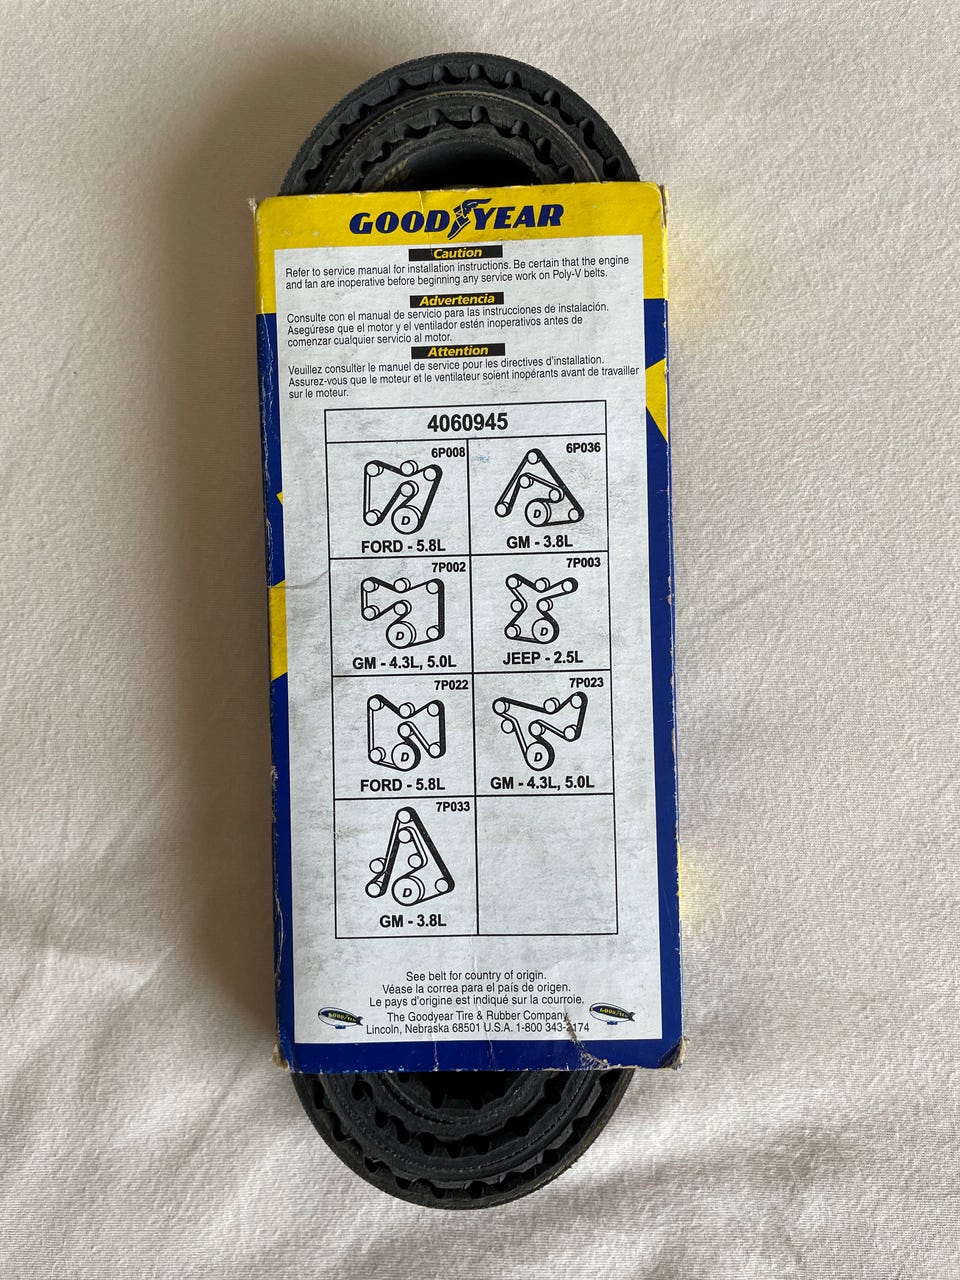 GOODYEAR
Caution
Refer to service manual for installation instructions. Be certain that the engine
and fan are inoperative before beginning any service work on Poly-V belts.
Advertencia
Consulte con el manual de servicio para las instrucciones de instalación.
Asegúrese que el motor y el ventilador estén inoperativos antes de
comenzar cualquier servicio al motor.
Attention
Veuillez consulter le manuel de service pour les directives d'installation.
Assurez-vous que le moteur et le ventilateur soient inopérants avant de travailler
sur le moteur.
4060945
6P008
D
FORD - 5.8L
6P036
D
GM - 3.8L
7P002
D
GM - 4.3L, 5.0L
7P003
D
JEEP - 2.5L
7P022
D
FORD - 5.8L
7P023
D
GM - 4.3L, 5.0L
7P033
D
GM - 3.8L
See belt for country of origin.
Véase la correa para el país de origen.
Le pays d'origine est indiqué sur la courroie.
The Goodyear Tire & Rubber Company
Lincoln, Nebraska 68501 U.S.A. 1-800 343-2174
GOODYEAR
GOODYEAR